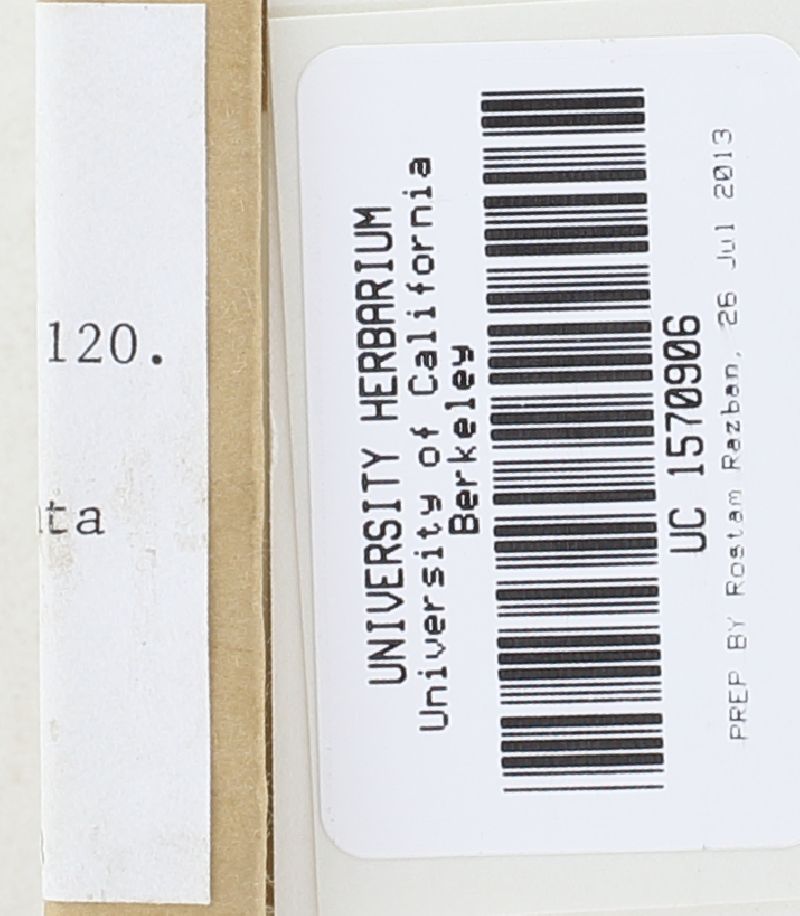 120.
ta
UNIVERSITY HERBARIUM
University of California
Berkeley
UC 1570906
PREP BY Rostam Razban, 26 Jul 2013